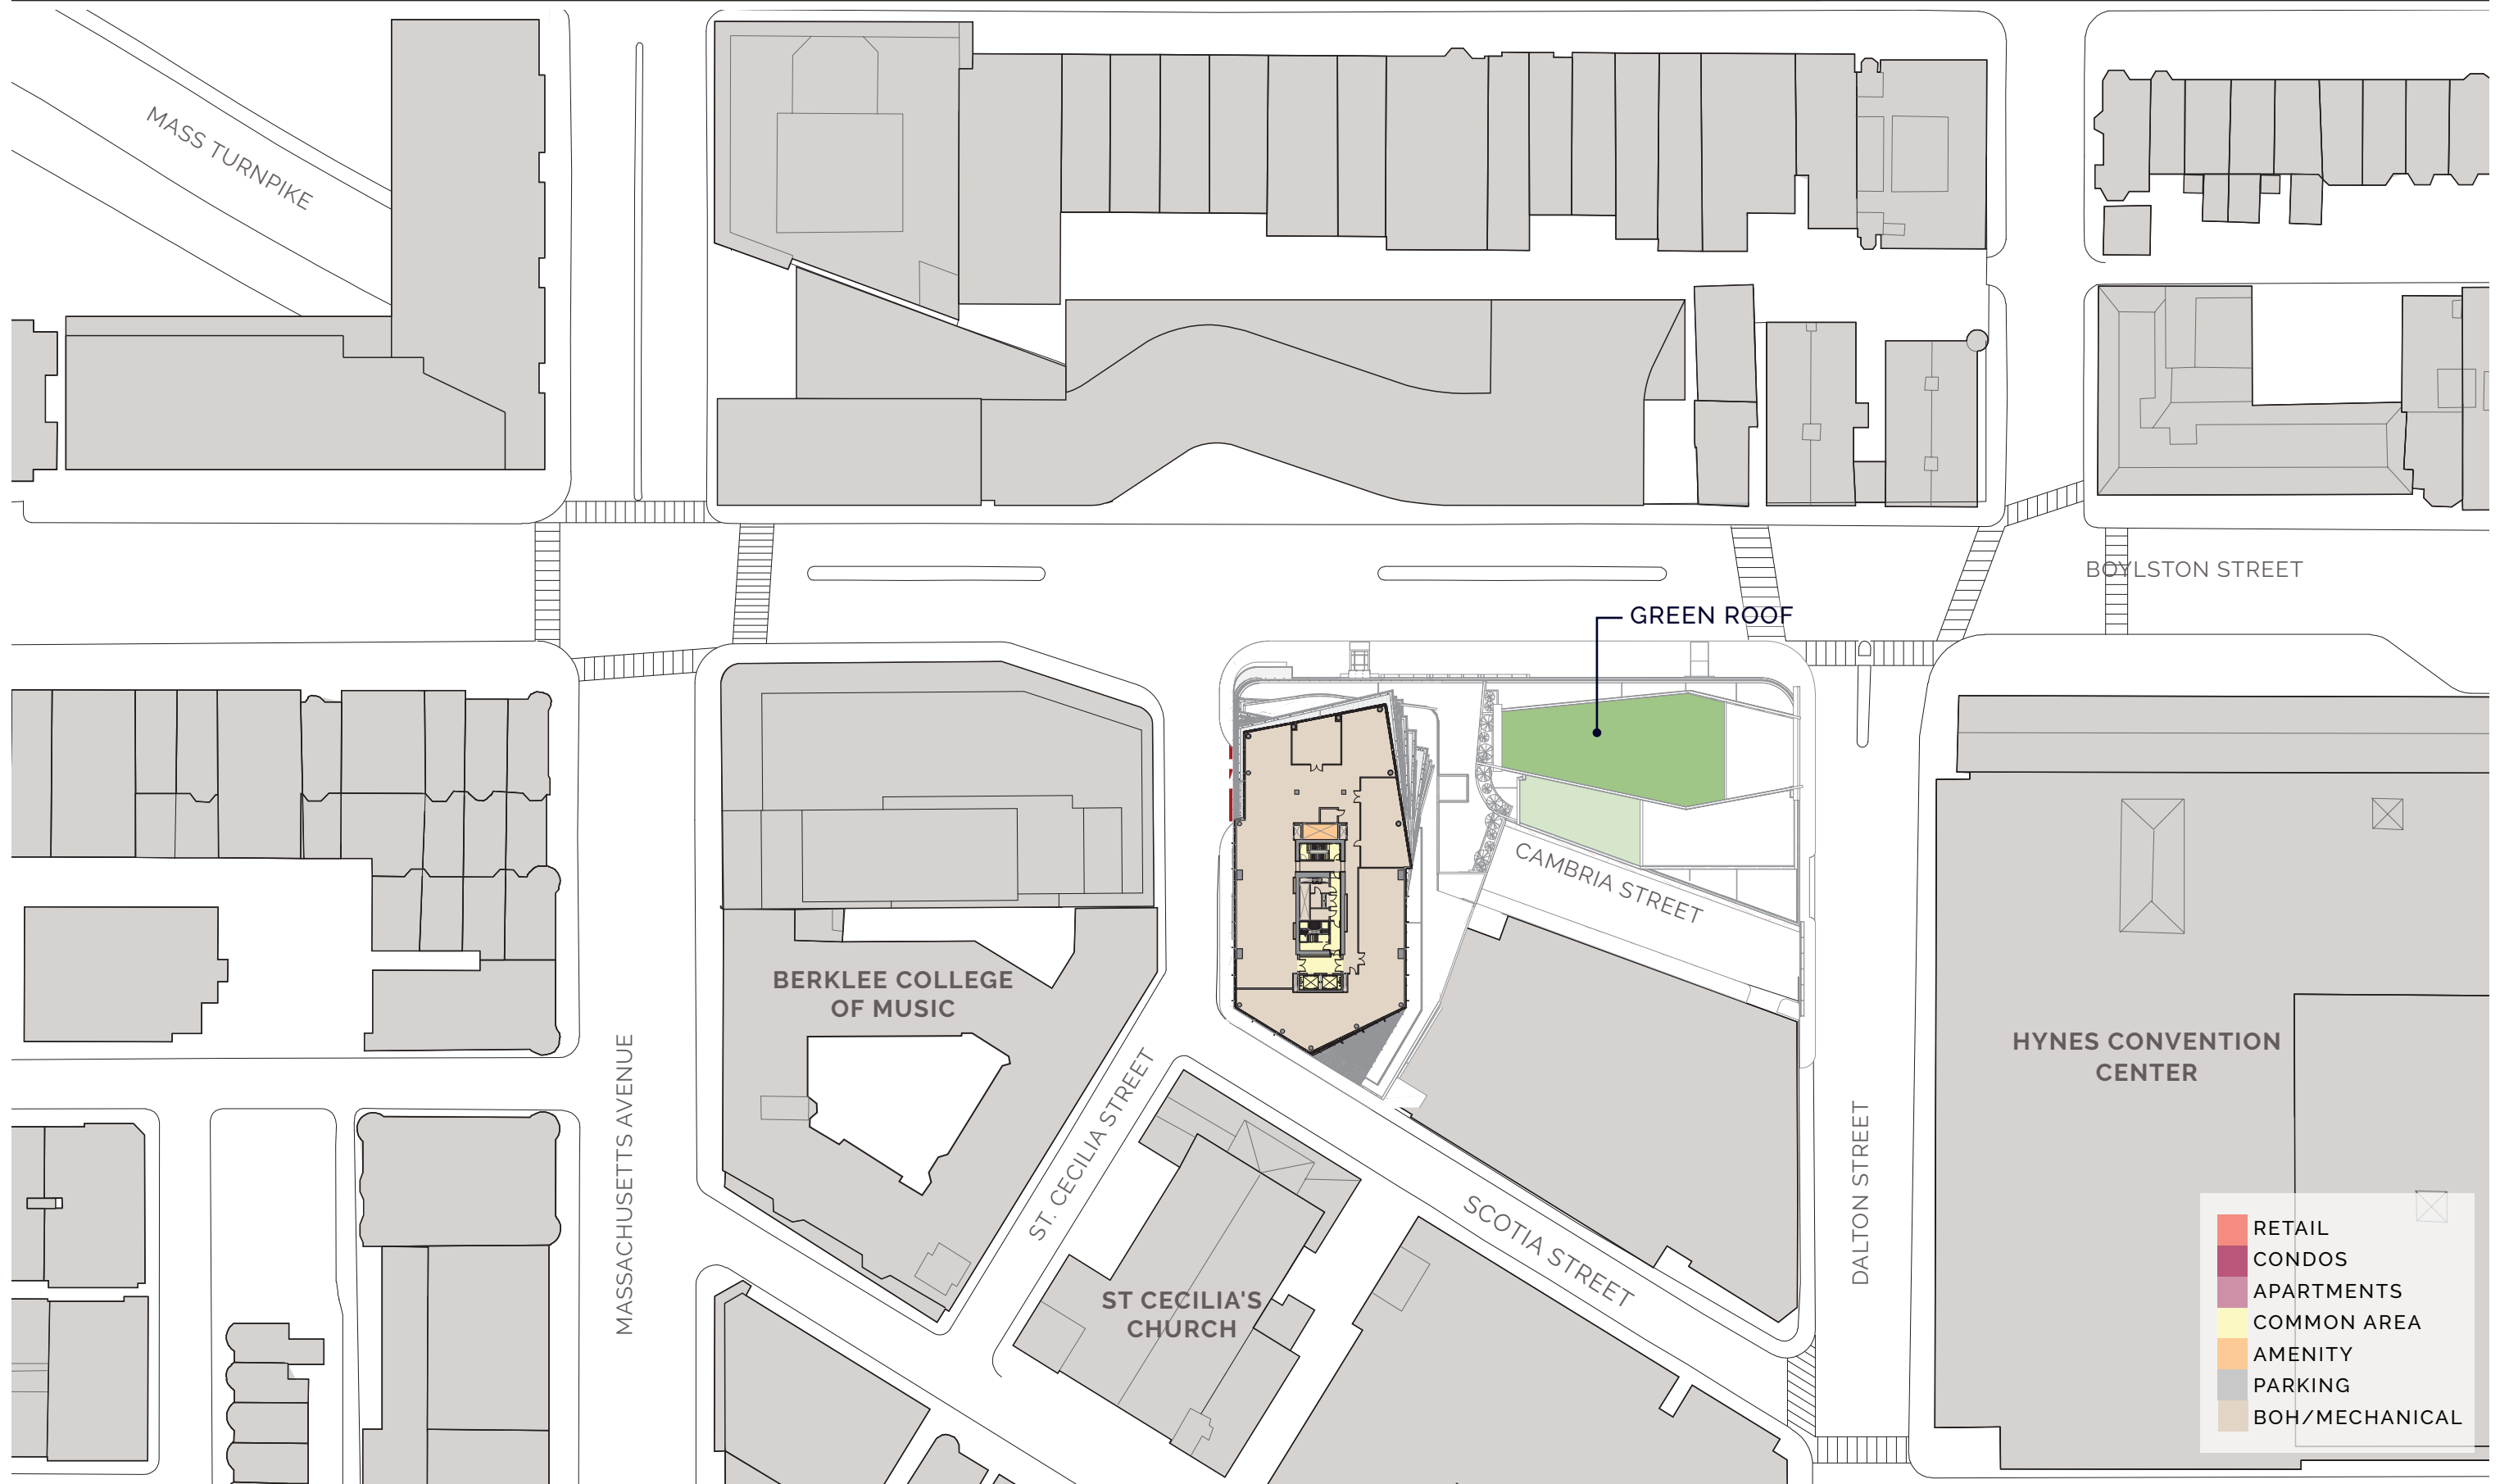 MASS TURNPIKE
BOYLSTON STREET
GREEN ROOF
CAMBRIA STREET
BERKLEE COLLEGE
OF MUSIC
HYNES CONVENTION
CENTER
MASSACHUSETTS AVENUE
ST. CECILIA STREET
SCOTIA STREET
DALTON STREET
ST CECILIA'S
CHURCH
RETAIL
CONDOS
APARTMENTS
COMMON AREA
AMENITY
PARKING
BOH/MECHANICAL